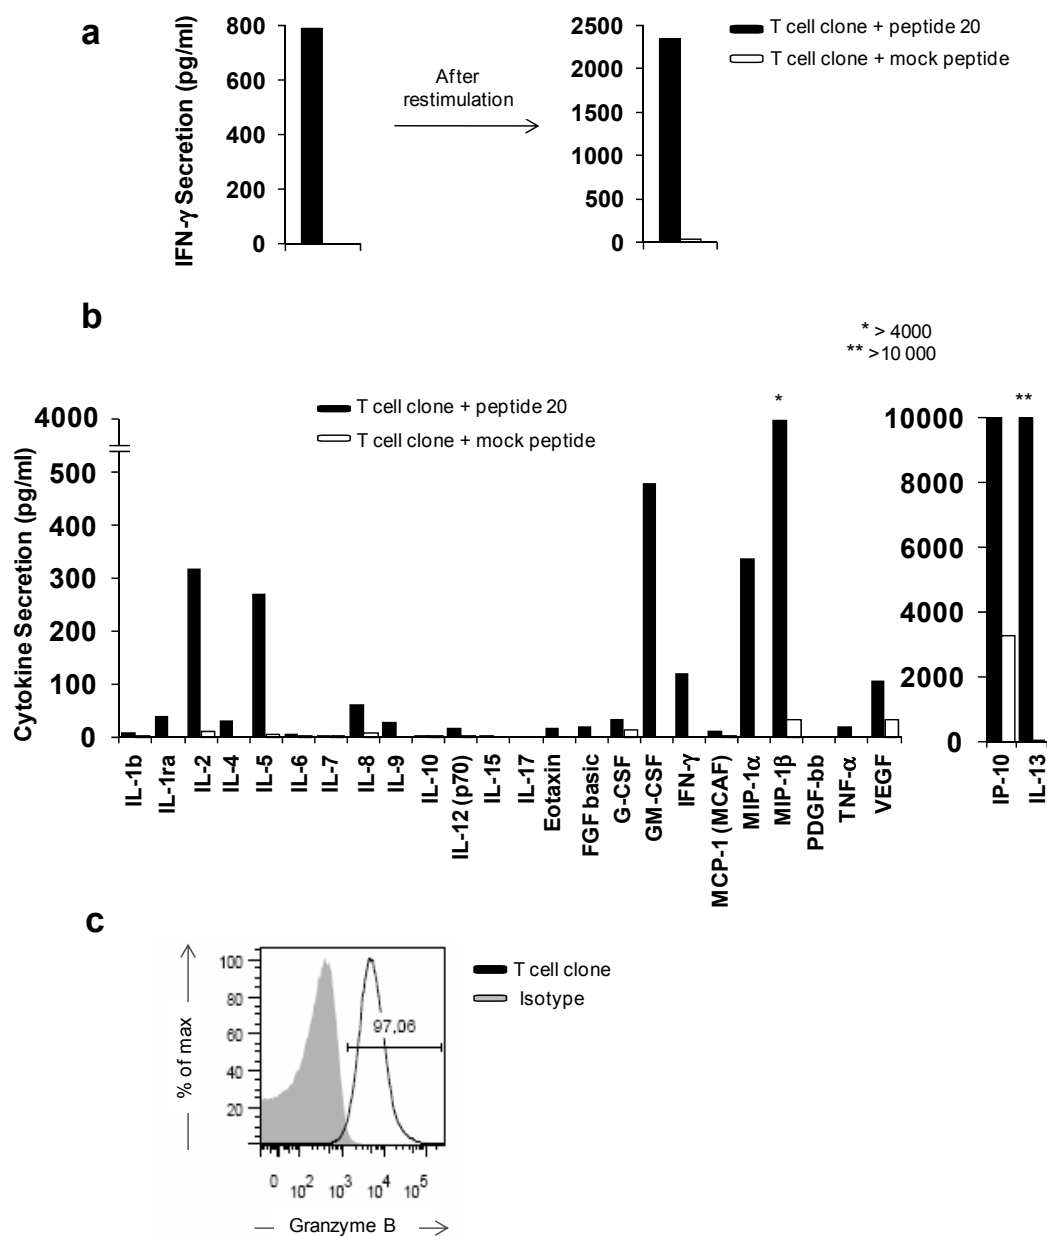 a
IFN-γ Secretion (pg/ml)
800
600
400
200
0
After
restimulation
2500
2000
1500
1000
500
0
T cell clone + peptide 20
T cell clone + mock peptide
b
* > 4000
** >10 000
T cell clone + peptide 20
T cell clone + mock peptide
Cytokine Secretion (pg/ml)
4000
500
400
300
200
100
0
*
**
10000
8000
6000
4000
2000
0
IL-1b
IL-1ra
IL-2
IL-4
IL-5
IL-6
IL-7
IL-8
IL-9
IL-10
IL-12 (p70)
IL-15
IL-17
Eotaxin
FGF basic
G-CSF
GM-CSF
IFN-γ
MCP-1 (MCAF)
MIP-1α
MIP-1β
PDGF-bb
TNF-α
VEGF
IP-10
IL-13
c
% of max
100
80
60
40
20
97,06
0 10² 10³ 10⁴ 10⁵
Granzyme B
T cell clone
Isotype